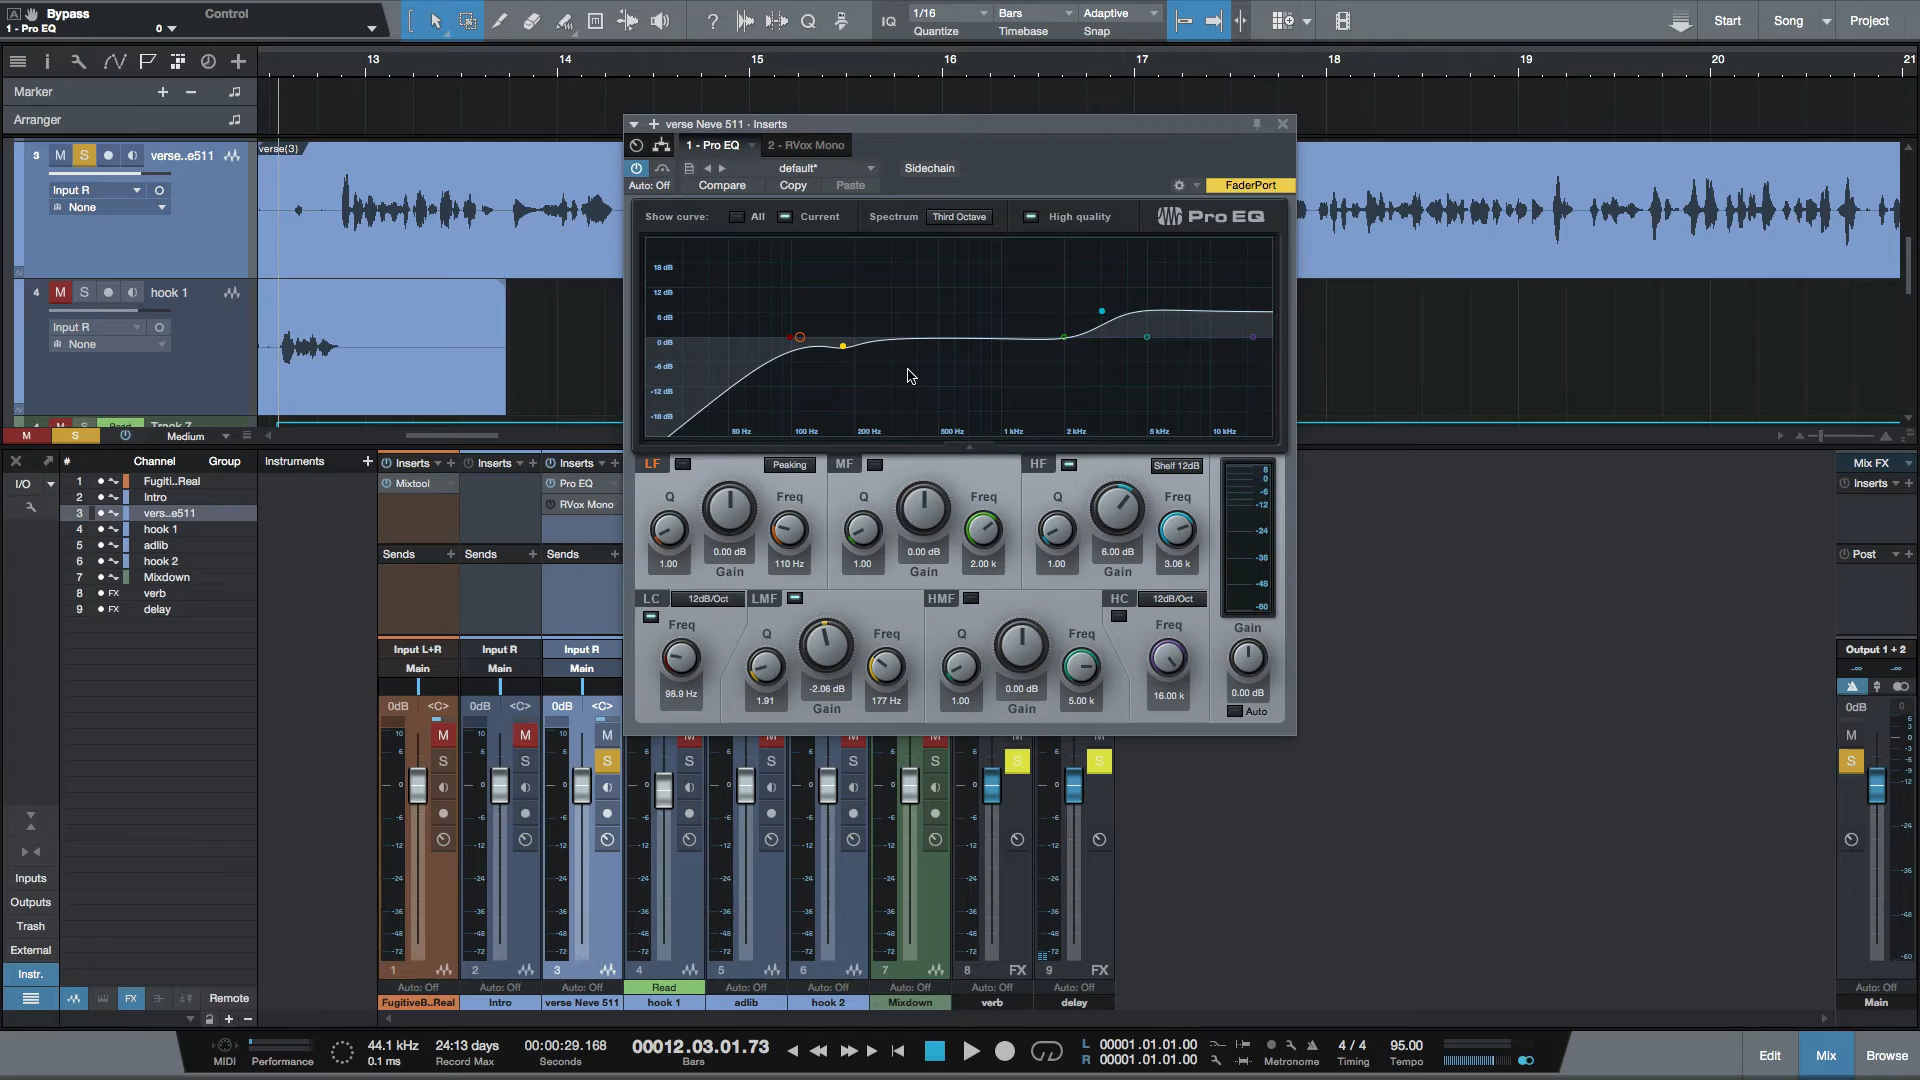 Bypass
1 - Pro EQ
Control
0
IQ
1/16
Quantize
Bars
Timebase
Adaptive
Snap
Start
Song
Project
13 14 15 16 17 18 19 20 21
Marker
Arranger
3 M S verse..e511
verse(3)
Input R
None
4 M S hook 1
Input R
None
M S Medium
verse Neve 511 - Inserts
1 - Pro EQ
2 - RVox Mono
default*
Sidechain
Auto: Off
Compare
Copy
Paste
FaderPort
Show curve: All Current
Spectrum Third Octave
High quality
Pro EQ
18 dB
12 dB
6 dB
0 dB
-6 dB
-12 dB
-18 dB
50 Hz 100 Hz 200 Hz 500 Hz 1 kHz 2 kHz 5 kHz 10 kHz
LF Peaking MF HF Shelf 12dB
Q Freq Q Freq Q Freq
1.00 0.00 dB 110 Hz
Gain
1.00 0.00 dB 2.00 k
Gain
1.00 6.00 dB 3.06 k
Gain
LC 12dB/Oct LMF HMF HC 12dB/Oct
Freq
98.9 Hz
Q Freq
1.91 -2.06 dB 177 Hz
Gain
Q Freq
1.00 0.00 dB 5.00 k
Gain
Freq
16.00 k
6
0
-6
-12
-24
-36
-48
-60
Gain
0.00 dB
Auto
# Channel Group
I/O
1 Fugiti..Real
2 Intro
3 vers..e511
4 hook 1
5 adlib
6 hook 2
7 Mixdown
8 FX verb
9 FX delay
Inputs
Outputs
Trash
External
Instr.
FX
Remote
Instruments
Inserts Inserts Inserts
Mixtool
Pro EQ
RVox Mono
Sends Sends Sends
Input L+R Input R Input R
Main Main Main
0dB <C> 0dB <C> 0dB <C>
1 2 3 4 5 6 7 8 FX 9 FX
Auto: Off Auto: Off Auto: Off Read Auto: Off Auto: Off Auto: Off Auto: Off Auto: Off
FugitiveB..Real Intro verse Neve 511 hook 1 adlib hook 2 Mixdown verb delay
Mix FX
Inserts
Post
Output 1 + 2
0dB
M
S
Auto: Off
Main
MIDI
Performance
44.1 kHz
0.1 ms
24:13 days
Record Max
00:00:29.168
Seconds
00012.03.01.73
Bars
L 00001.01.01.00
R 00001.01.01.00
Metronome
4 / 4
Timing
95.00
Tempo
Edit
Mix
Browse